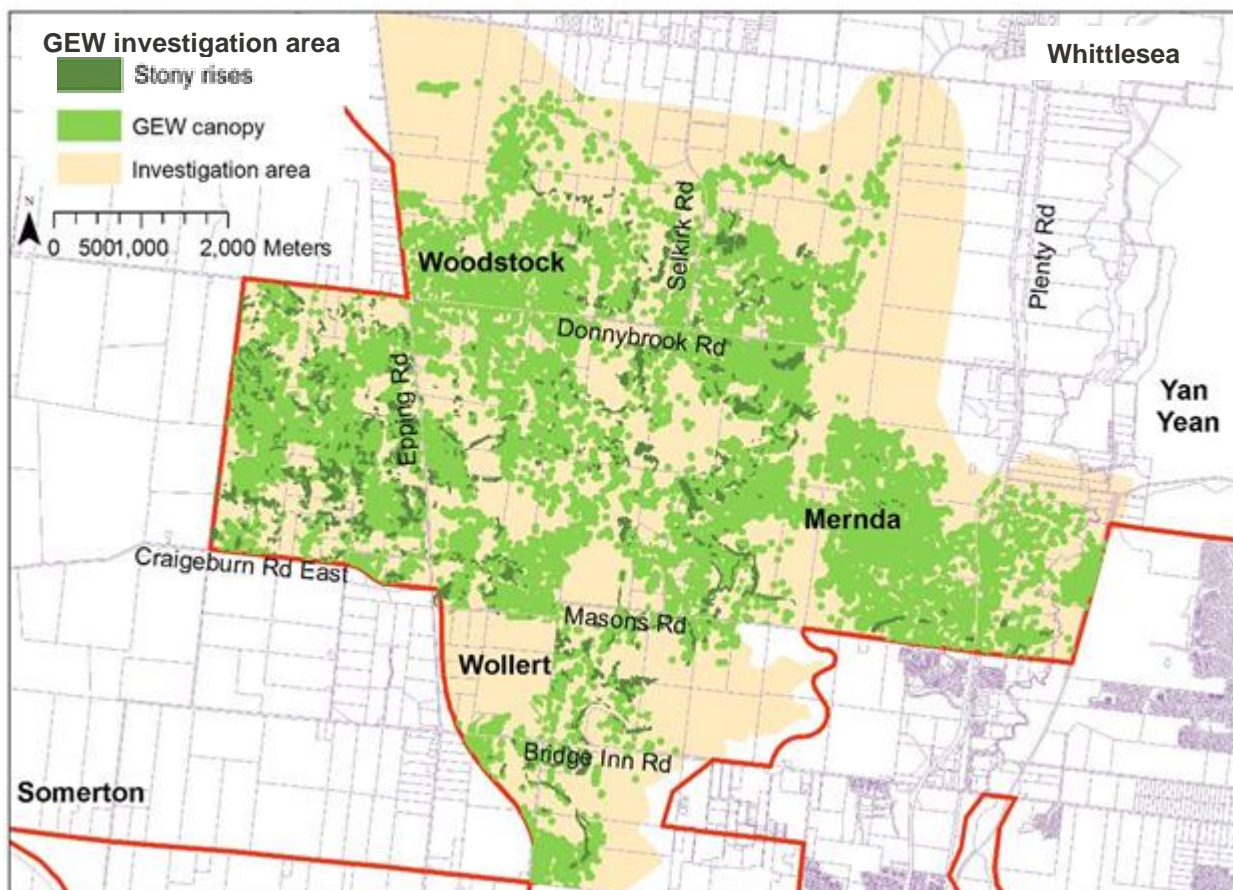 GEW investigation area
Whittlesea
Stony rises
GEW canopy
Investigation area
N
0 5001,000 2,000 Meters
Woodstock
Selkirk Rd
Plenty Rd
Donnybrook Rd
Epping Rd
Yan
Yean
Mernda
Craigeburn Rd East
Masons Rd
Wollert
Bridge Inn Rd
Somerton